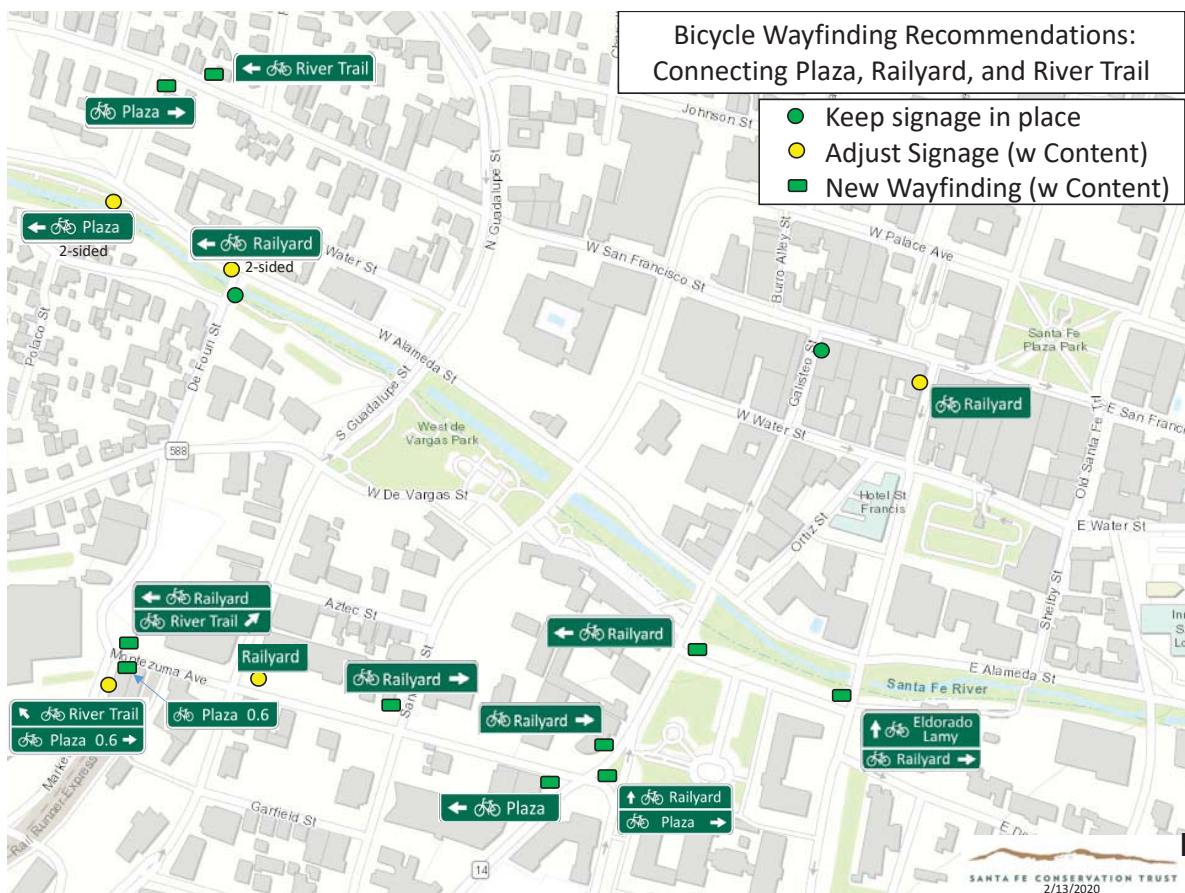 Bicycle Wayfinding Recommendations:
Connecting Plaza, Railyard, and River Trail
Keep signage in place
Adjust Signage (w Content)
New Wayfinding (w Content)
← River Trail
Plaza →
Johnson St
N Guadalupe St
← Plaza
2-sided
← Railyard
2-sided
Water St
W San Francisco St
Burro Alley St
W Palace Ave
Santa Fe
Plaza Park
Polaco St
De Fouri St
W Alameda St
Galisteo St
Railyard
E San Franc
S Guadalupe St
West de
Vargas Park
W Water St
Old Santa Fe Trl
588
W De Vargas St
Hotel St
Francis
Ortiz St
E Water St
Shelby St
Aztec St
← Railyard
River Trail ↗
Railyard
Montezuma Ave
Railyard →
← Railyard
E Alameda St
Santa Fe River
↖ River Trail
Plaza 0.6 →
Plaza 0.6
Railyard →
↑ Eldorado
Lamy
Railyard →
← Plaza
↑ Railyard
Plaza →
Garfield St
Rail Runner Express
14
E De
SANTA FE CONSERVATION TRUST
2/13/2020